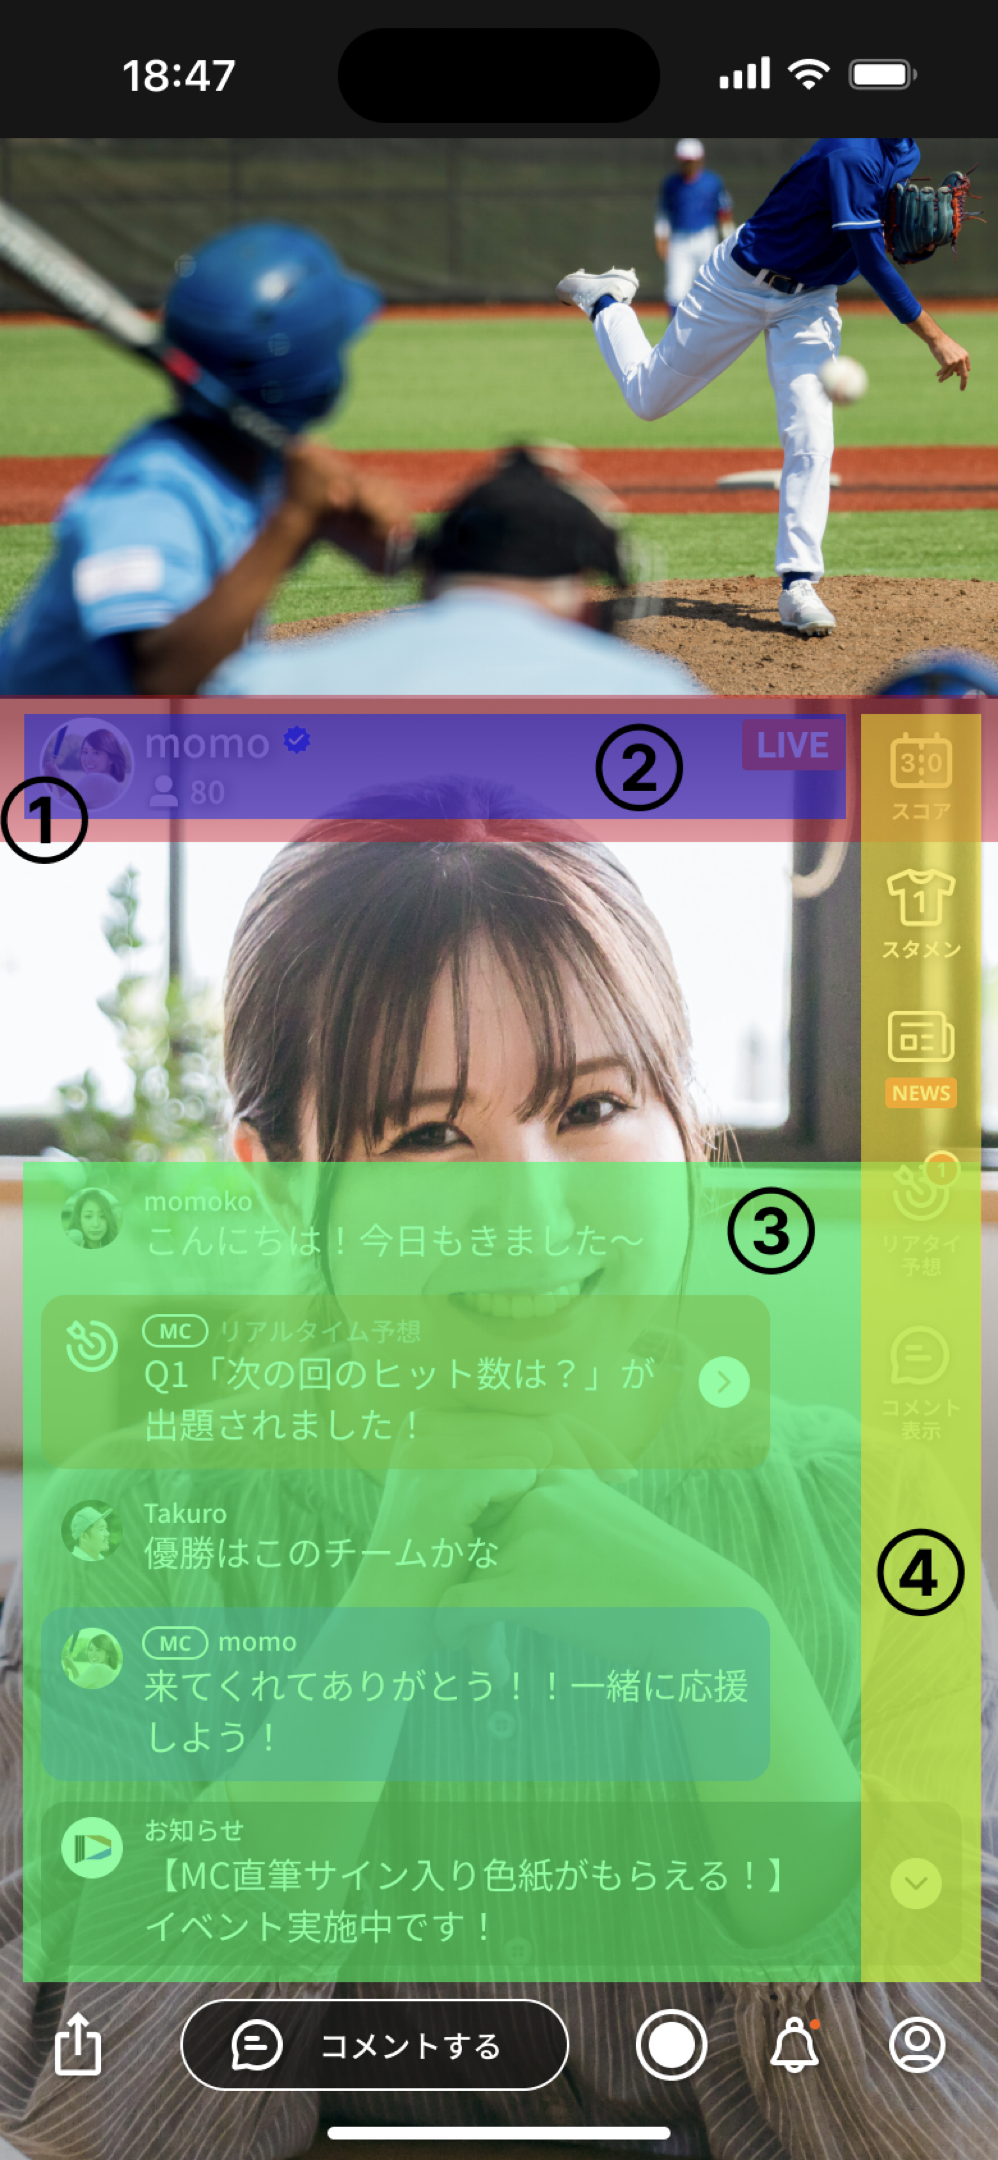 18:47
momo
LIVE
80
①
②
3:0
スコア
1
スタメン
NEWS
1
リアタイ
予想
momoko
こんにちは！今日もきました〜
③
MC リアルタイム予想
Q1「次の回のヒット数は？」が
出題されました！
コメント
表示
Takuro
優勝はこのチームかな
④
MC momo
来てくれてありがとう！！一緒に応援
しよう！
お知らせ
【MC直筆サイン入り色紙がもらえる！】
イベント実施中です！
コメントする